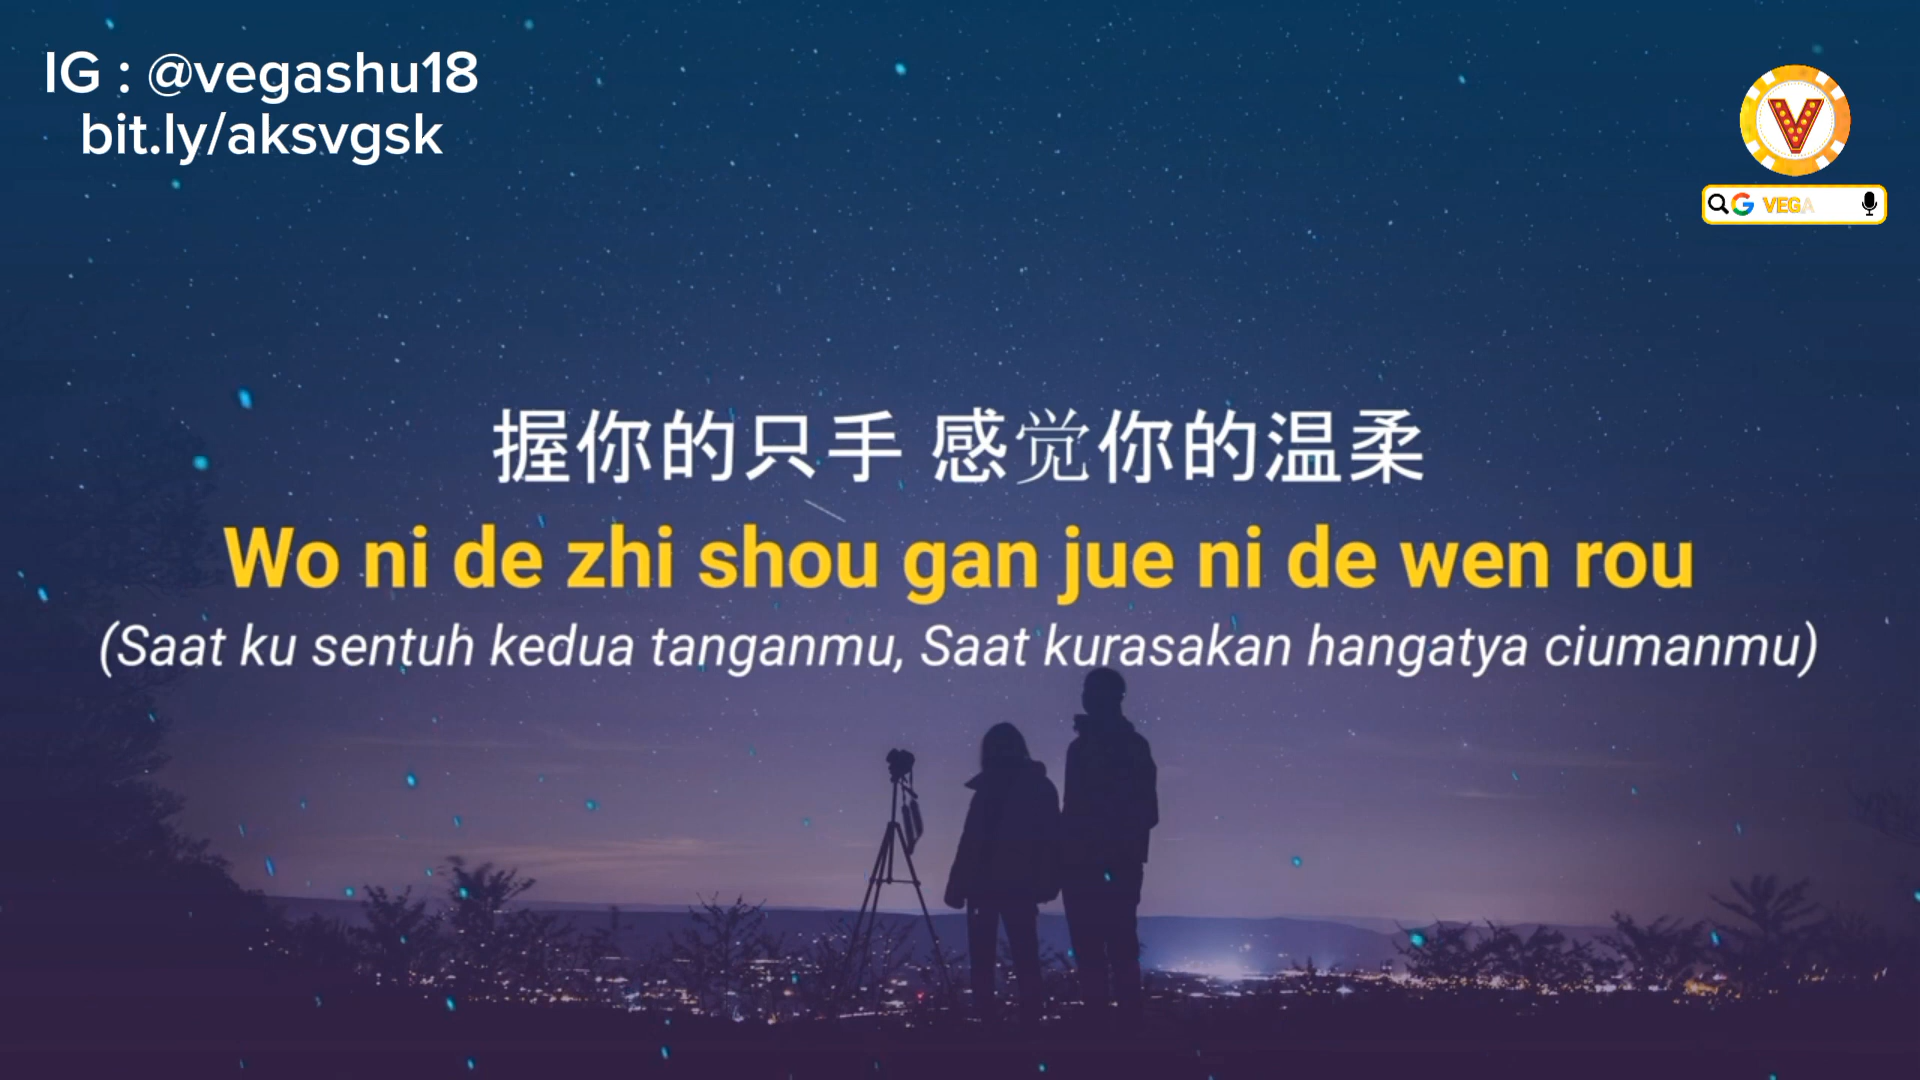 IG : @vegashu18
bit.ly/aksvgsk
V
G VEGA
握你的只手 感觉你的温柔
Wo ni de zhi shou gan jue ni de wen rou
(Saat ku sentuh kedua tanganmu, Saat kurasakan hangatya ciumanmu)